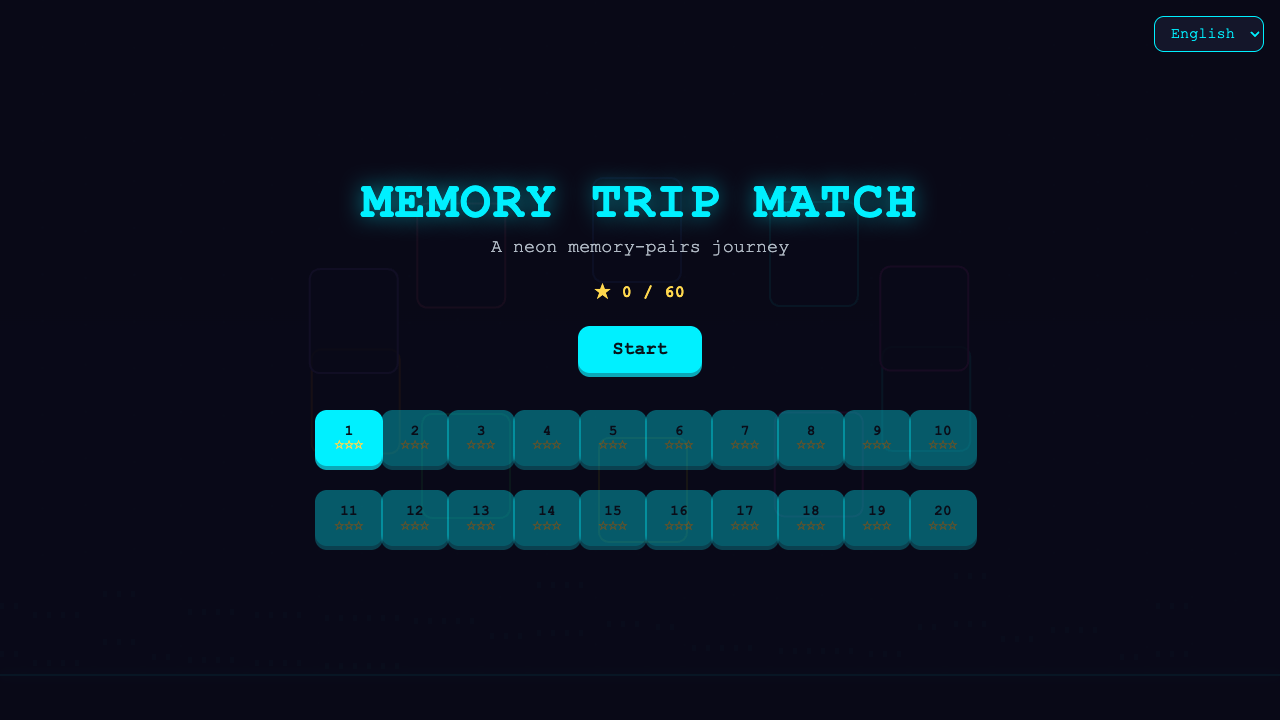 English
MEMORY TRIP MATCH
A neon memory-pairs journey
★ 0 / 60
Start
1 2 3 4 5 6 7 8 9 10
☆☆☆ ☆☆☆ ☆☆☆ ☆☆☆ ☆☆☆ ☆☆☆ ☆☆☆ ☆☆☆ ☆☆☆ ☆☆☆
11 12 13 14 15 16 17 18 19 20
☆☆☆ ☆☆☆ ☆☆☆ ☆☆☆ ☆☆☆ ☆☆☆ ☆☆☆ ☆☆☆ ☆☆☆ ☆☆☆